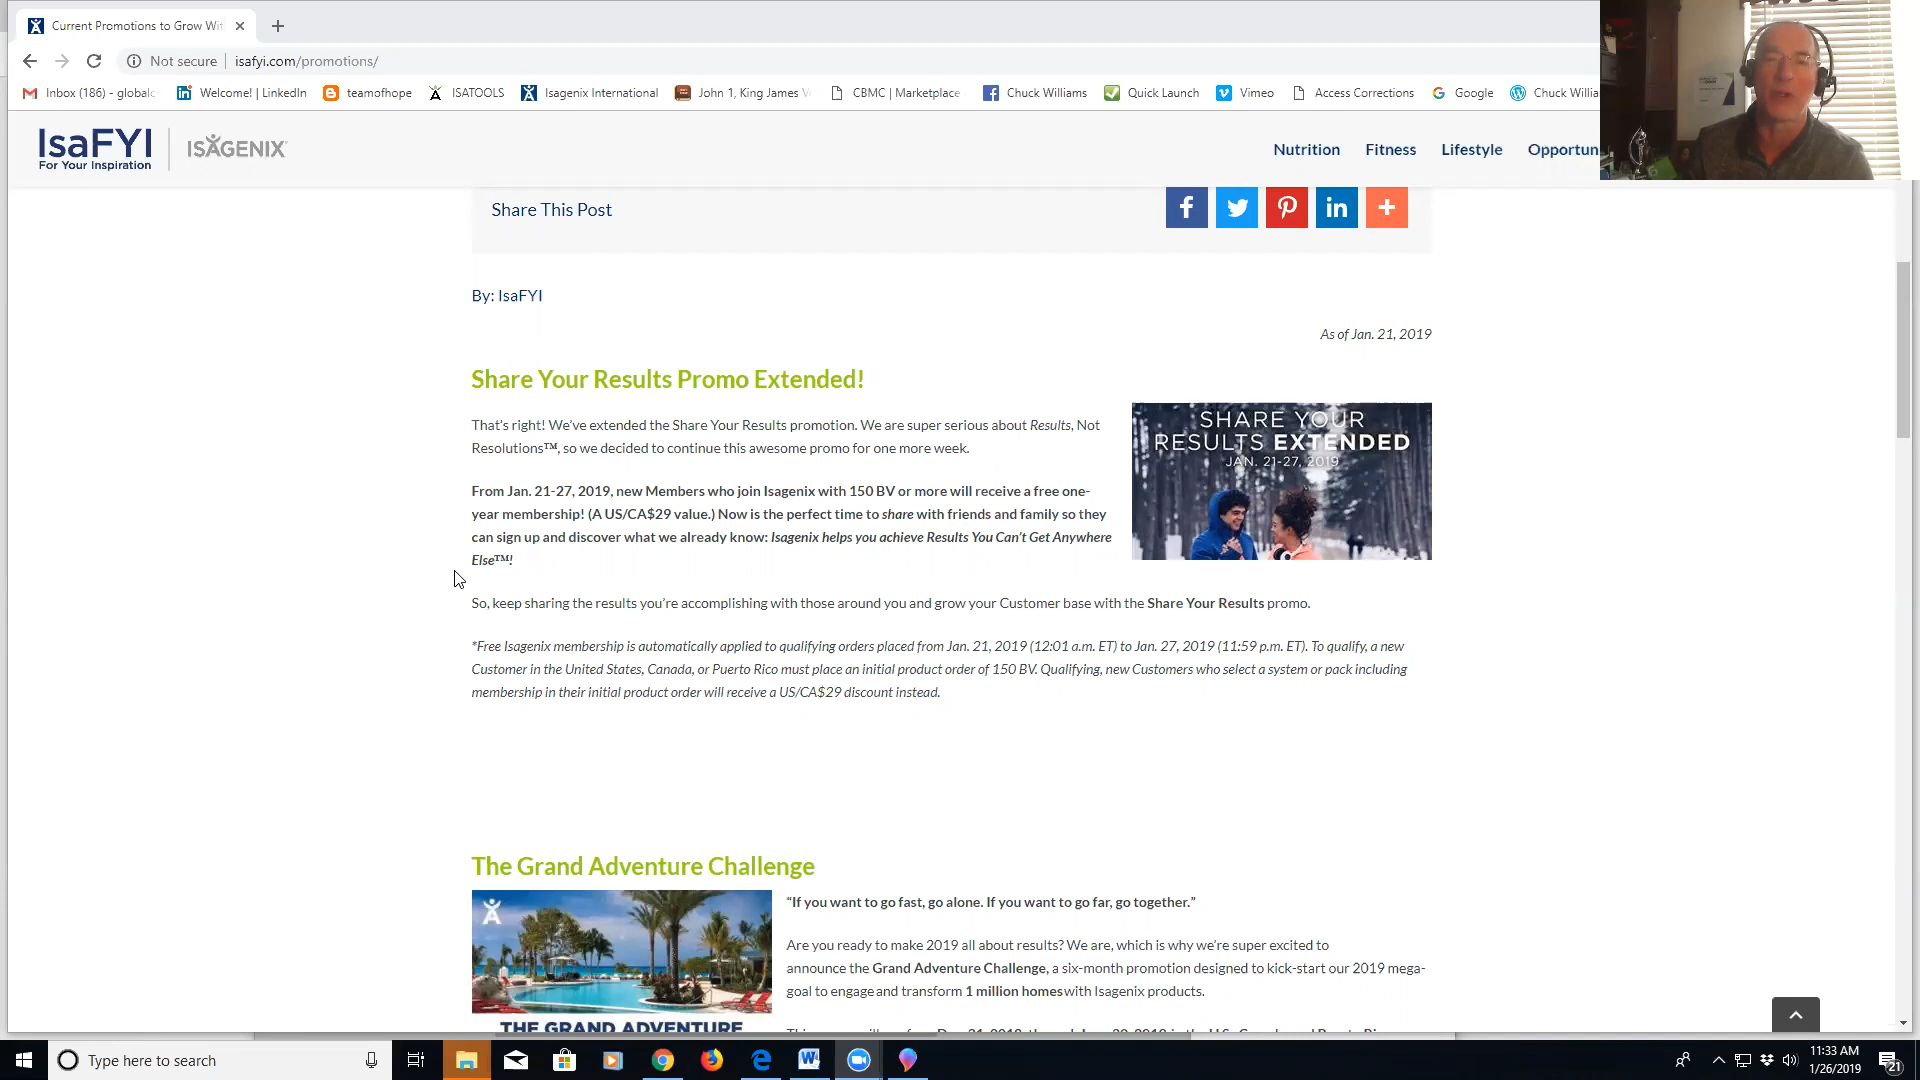 Current Promotions to Grow Wit
Not secure
isafyi.com/promotions/
Inbox (186) - globalc
Welcome! | LinkedIn
teamofhope
ISATOOLS
Isagenix International
John 1, King James V
CBMC | Marketplace
Chuck Williams
Quick Launch
Vimeo
Access Corrections
Google
Chuck Willia
IsaFYI
For Your Inspiration
ISAGENIX
Nutrition
Fitness
Lifestyle
Opportun
Share This Post
By: IsaFYI
As of Jan. 21, 2019
Share Your Results Promo Extended!
That's right! We've extended the Share Your Results promotion. We are super serious about Results, Not
Resolutions™, so we decided to continue this awesome promo for one more week.
From Jan. 21-27, 2019, new Members who join Isagenix with 150 BV or more will receive a free one-
year membership! (A US/CA$29 value.) Now is the perfect time to share with friends and family so they
can sign up and discover what we already know: Isagenix helps you achieve Results You Can't Get Anywhere
Else™!
SHARE YOUR
RESULTS EXTENDED
JAN. 21-27, 2019
So, keep sharing the results you're accomplishing with those around you and grow your Customer base with the Share Your Results promo.
*Free Isagenix membership is automatically applied to qualifying orders placed from Jan. 21, 2019 (12:01 a.m. ET) to Jan. 27, 2019 (11:59 p.m. ET). To qualify, a new
Customer in the United States, Canada, or Puerto Rico must place an initial product order of 150 BV. Qualifying, new Customers who select a system or pack including
membership in their initial product order will receive a US/CA$29 discount instead.
The Grand Adventure Challenge
"If you want to go fast, go alone. If you want to go far, go together."
Are you ready to make 2019 all about results? We are, which is why we're super excited to
announce the Grand Adventure Challenge, a six-month promotion designed to kick-start our 2019 mega-
goal to engage and transform 1 million homes with Isagenix products.
THE GRAND ADVENTURE
Type here to search
11:33 AM
1/26/2019
21